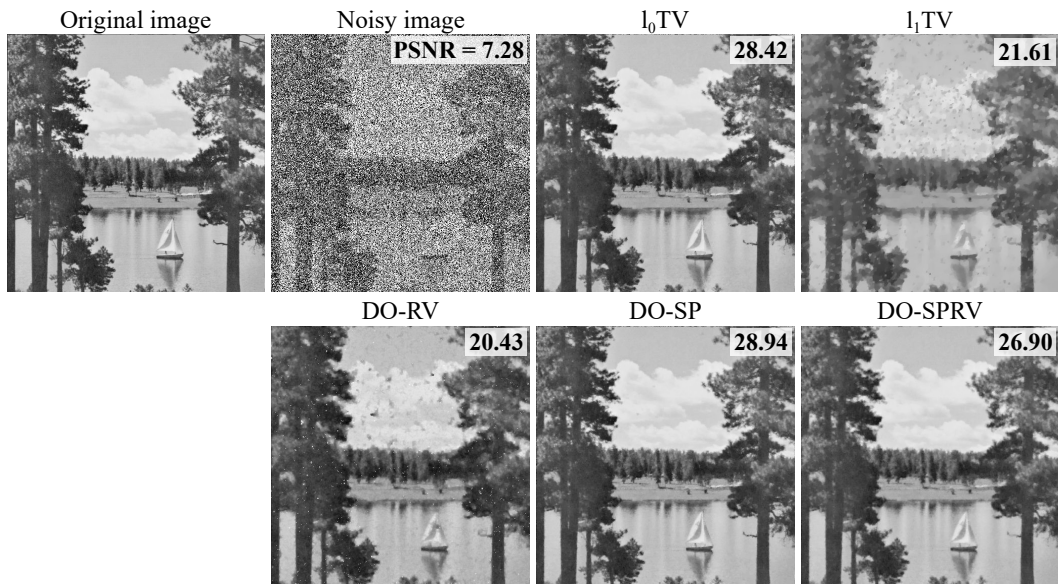 Original image
Noisy image
l₀TV
l₁TV
PSNR = 7.28
28.42
21.61
DO-RV
DO-SP
DO-SPRV
20.43
28.94
26.90